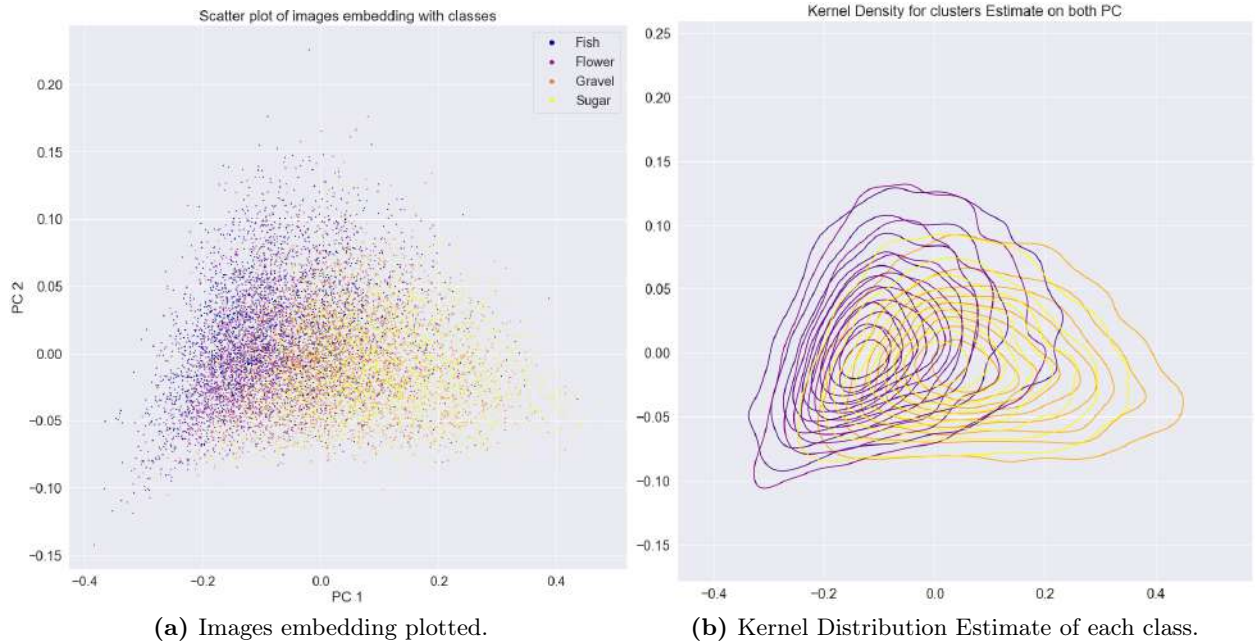 Scatter plot of images embedding with classes
Fish
Flower
Gravel
Sugar
0.20
0.15
0.10
0.05
0.00
−0.05
−0.10
−0.15
PC 2
−0.4
−0.2
0.0
0.2
0.4
PC 1
(a) Images embedding plotted.
Kernel Density for clusters Estimate on both PC
0.25
0.20
0.15
0.10
0.05
0.00
−0.05
−0.10
−0.15
−0.4
−0.2
0.0
0.2
0.4
(b) Kernel Distribution Estimate of each class.